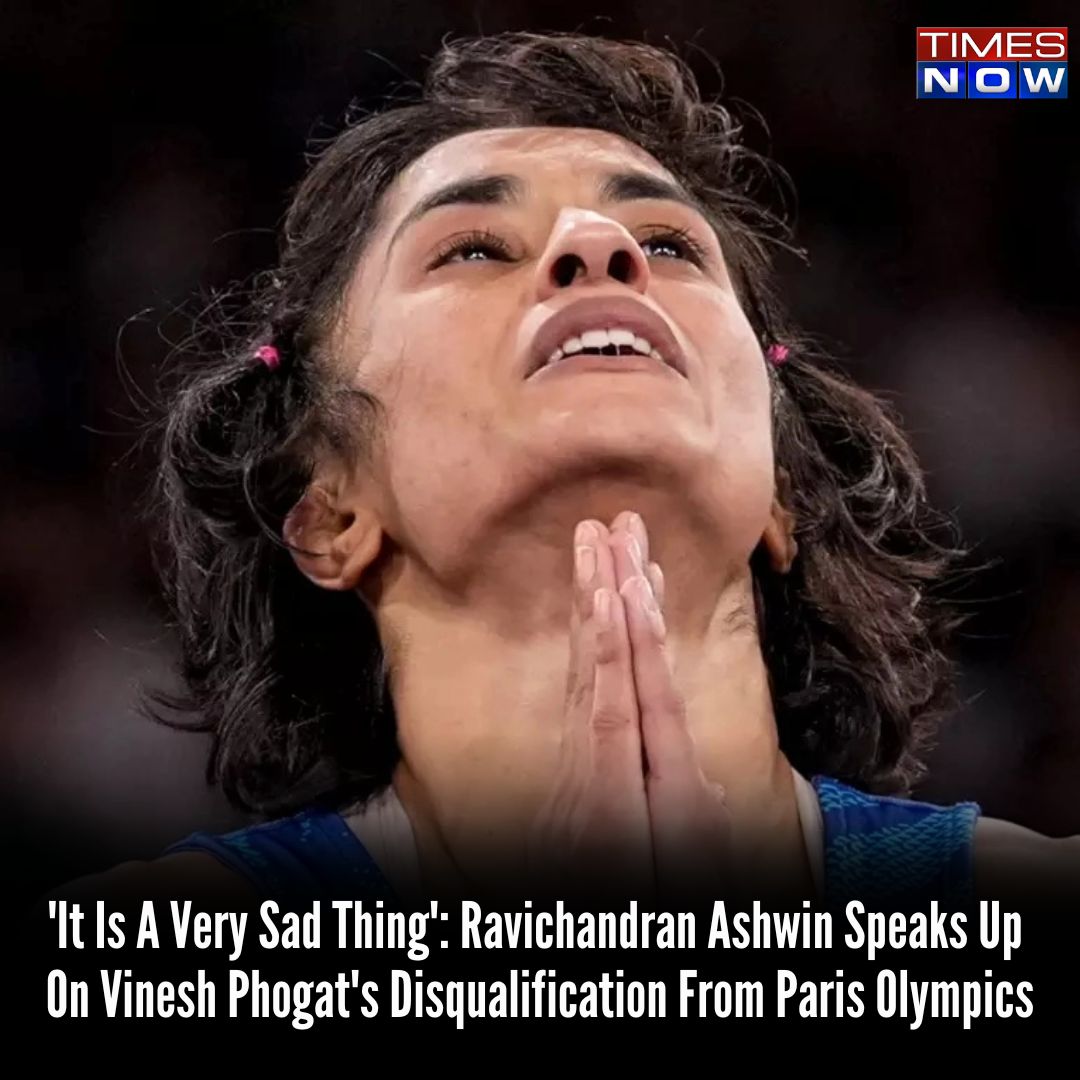 TIMES
NOW
'It Is A Very Sad Thing': Ravichandran Ashwin Speaks Up
On Vinesh Phogat's Disqualification From Paris Olympics